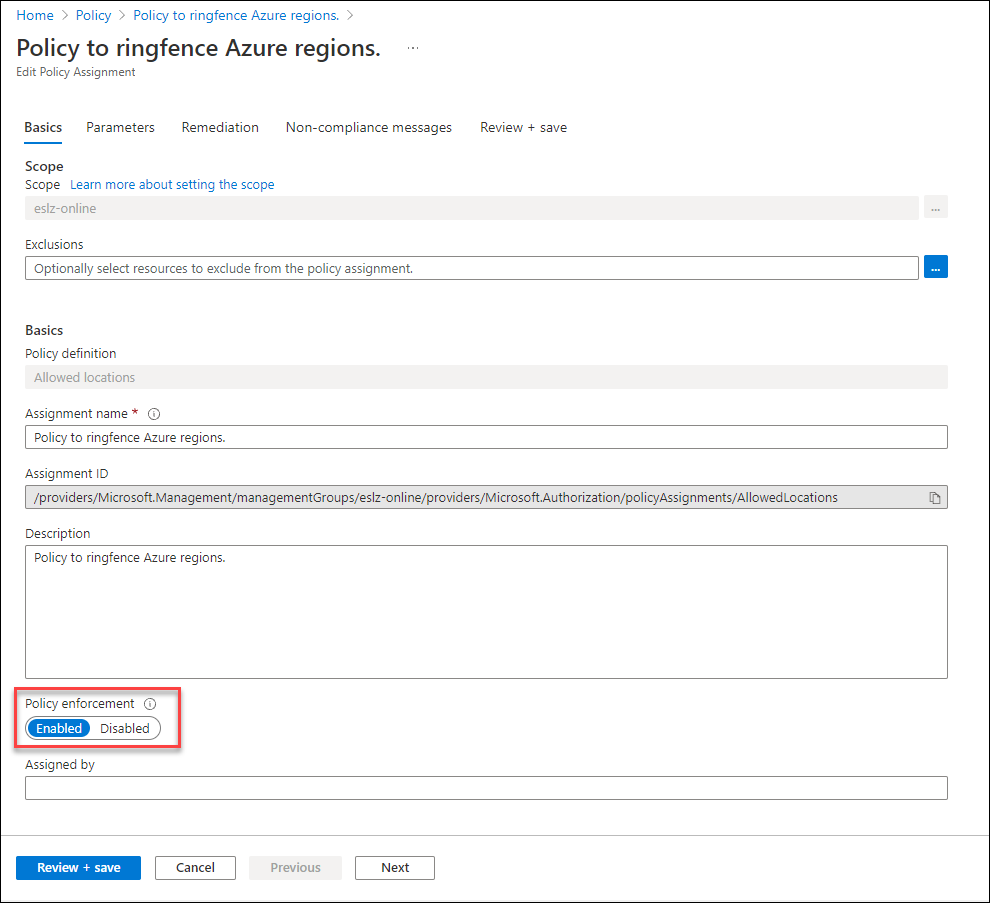 Home > Policy > Policy to ringfence Azure regions. >
Policy to ringfence Azure regions. ...
Edit Policy Assignment
Basics Parameters Remediation Non-compliance messages Review + save
Scope
Scope Learn more about setting the scope
eslz-online ...
Exclusions
Optionally select resources to exclude from the policy assignment. ...
Basics
Policy definition
Allowed locations
Assignment name *
Policy to ringfence Azure regions.
Assignment ID
/providers/Microsoft.Management/managementGroups/eslz-online/providers/Microsoft.Authorization/policyAssignments/AllowedLocations
Description
Policy to ringfence Azure regions.
Policy enforcement
Enabled Disabled
Assigned by
Review + save Cancel Previous Next